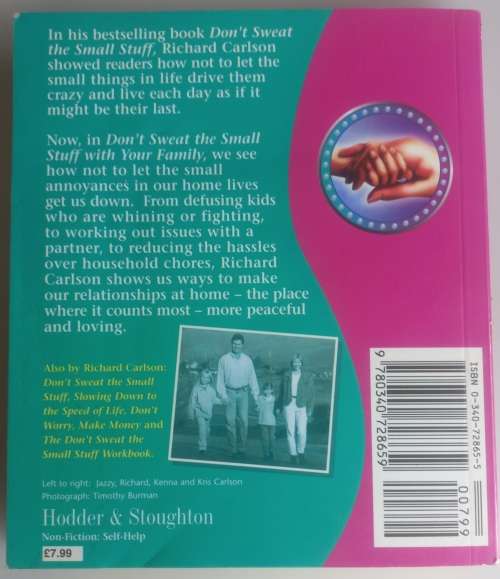 In his bestselling book Don't Sweat
the Small Stuff, Richard Carlson
showed readers how not to let the
small things in life drive them
crazy and live each day as if it
might be their last.
Now, in Don't Sweat the Small
Stuff with Your Family, we see
how not to let the small
annoyances in our home lives
get us down. From defusing kids
who are whining or fighting,
to working out issues with a
partner, to reducing the hassles
over household chores, Richard
Carlson shows us ways to make
our relationships at home – the place
where it counts most – more peaceful
and loving.
Also by Richard Carlson:
Don't Sweat the Small
Stuff, Slowing Down to
the Speed of Life, Don't
Worry, Make Money and
The Don't Sweat the
Small Stuff Workbook.
Left to right: Jazzy, Richard, Kenna and Kris Carlson
Photograph: Timothy Burman
Hodder & Stoughton
Non-Fiction: Self-Help
£7.99
ISBN 0-340-72865-5
00799
9 780340 728659